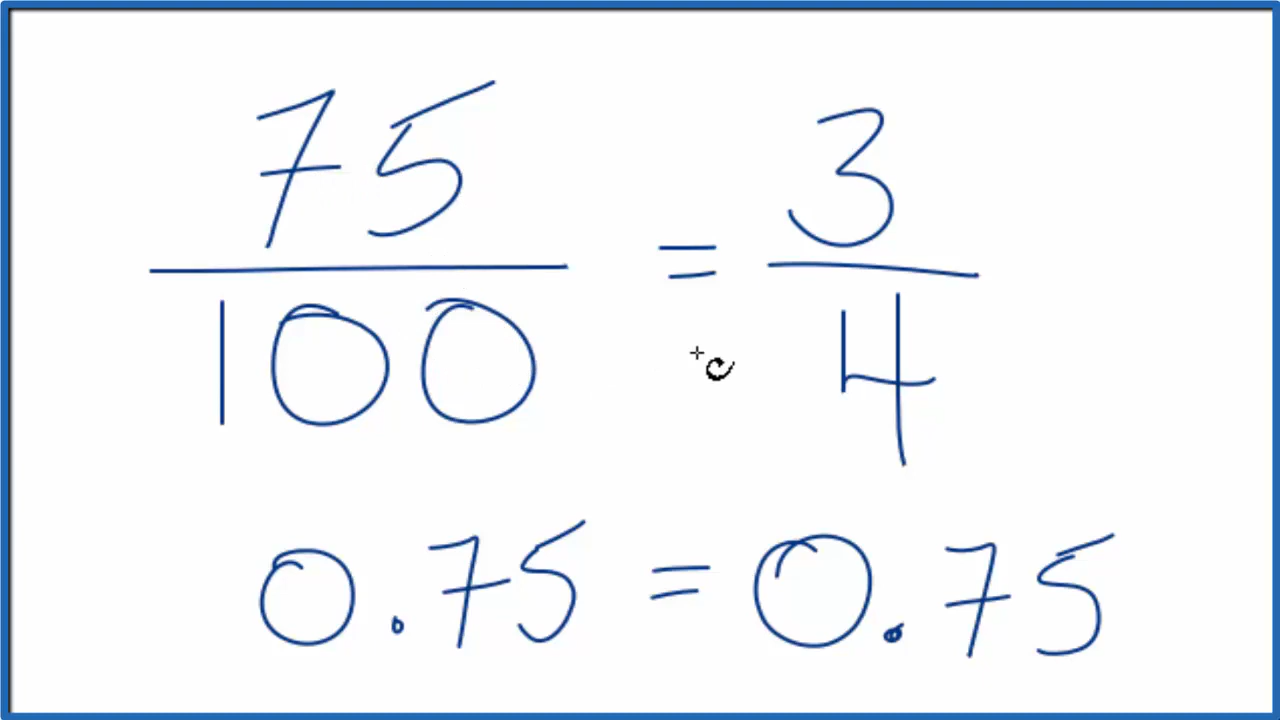 75/100 = 3/4
0.75 = 0.75